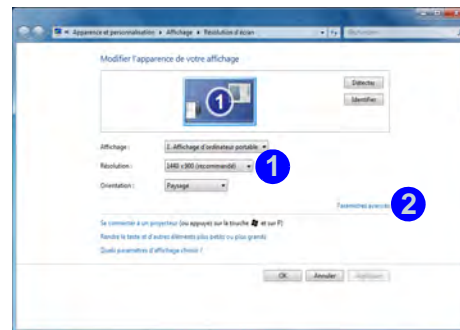 « Apparence et personnalisation ▸ Affichage ▸ Résolution d'écran
Rechercher
Modifier l'apparence de votre affichage
1
Détecter
Identifier
Affichage :
1. Affichage d'ordinateur portable
Résolution :
1440 x 900 (recommandé)
1
Orientation :
Paysage
Paramètres avancés
2
Se connecter à un projecteur (ou appuyez sur la touche et sur P)
Rendre le texte et d'autres éléments plus petits ou plus grands
Quels paramètres d'affichage choisir ?
OK
Annuler
Appliquer